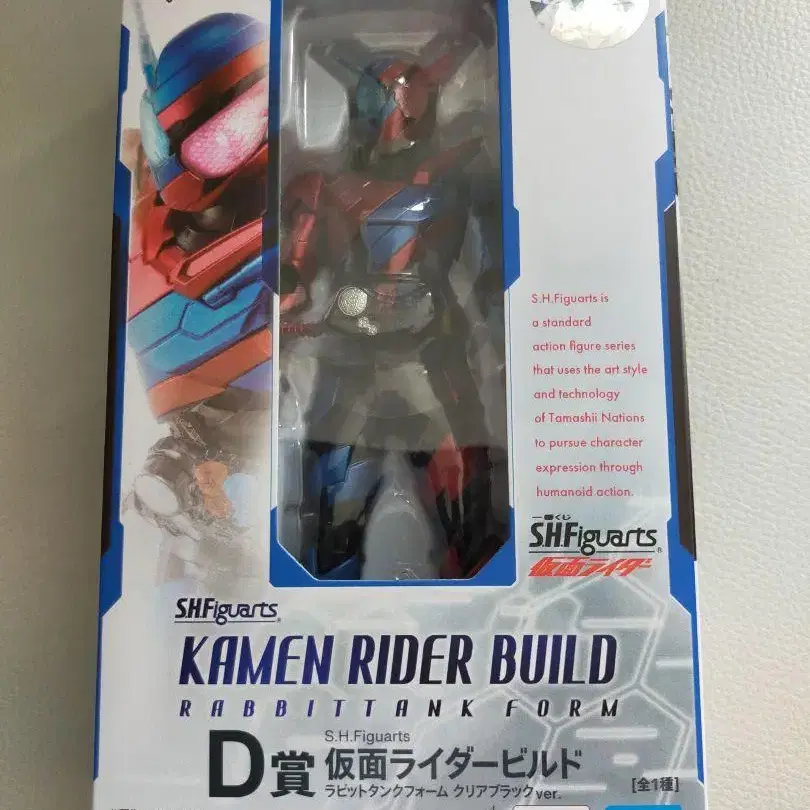 S.H.Figuarts is
a standard
action figure series
that uses the art style
and technology
of Tamashii Nations
to pursue character
expression through
humanoid action.
一番くじ
S.H.Figuarts
仮面ライダー
S.H.Figuarts
KAMEN RIDER BUILD
RABBITTANK FORM
S.H.Figuarts
D賞 仮面ライダービルド
ラビットタンクフォーム クリアブラックver.
[全1種]